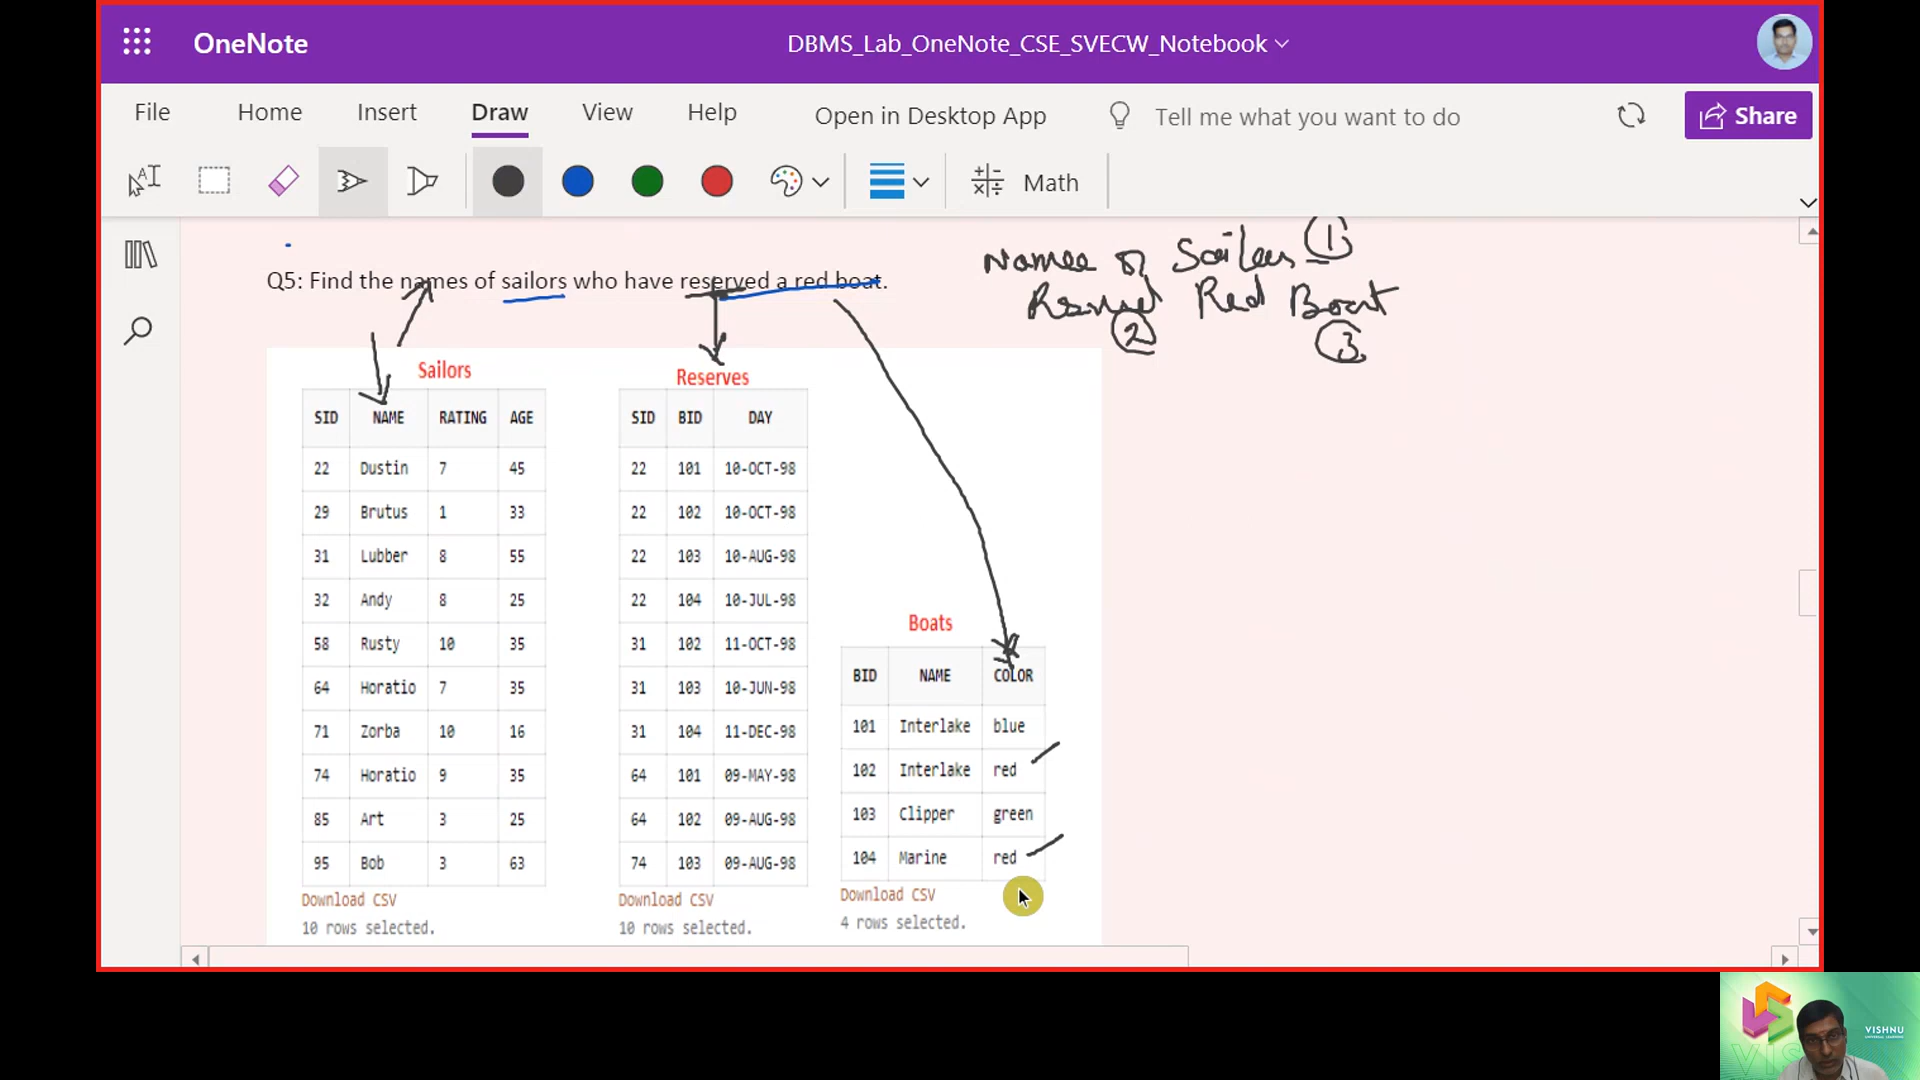 OneNote
DBMS_Lab_OneNote_CSE_SVECW_Notebook
File Home Insert Draw View Help Open in Desktop App Tell me what you want to do Share
Math
Names of Sailers 1
Q5: Find the names of sailors who have reserved a red boat.
Reserved Red Boat
2 3
Sailors
SID NAME RATING AGE
22 Dustin 7 45
29 Brutus 1 33
31 Lubber 8 55
32 Andy 8 25
58 Rusty 10 35
64 Horatio 7 35
71 Zorba 10 16
74 Horatio 9 35
85 Art 3 25
95 Bob 3 63
Download CSV
10 rows selected.
Reserves
SID BID DAY
22 101 10-OCT-98
22 102 10-OCT-98
22 103 10-AUG-98
22 104 10-JUL-98
31 102 11-OCT-98
31 103 10-JUN-98
31 104 11-DEC-98
64 101 09-MAY-98
64 102 09-AUG-98
74 103 09-AUG-98
Download CSV
10 rows selected.
Boats
BID NAME COLOR
101 Interlake blue
102 Interlake red
103 Clipper green
104 Marine red
Download CSV
4 rows selected.
VISHNU
UNIVERSAL LEARNING